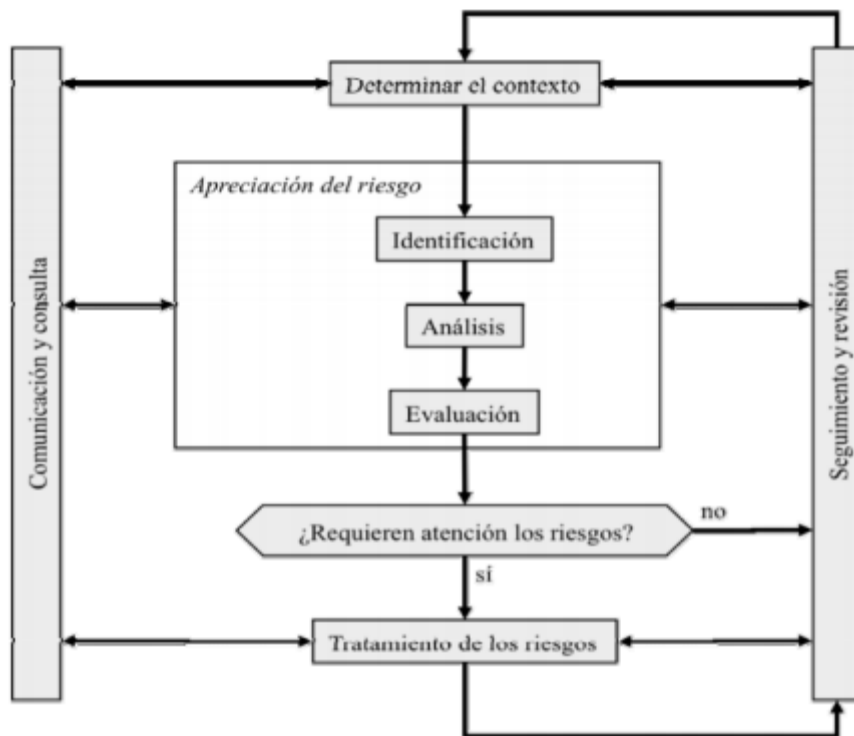 Determinar el contexto
Apreciación del riesgo
Identificación
Análisis
Evaluación
¿Requieren atención los riesgos?
no
sí
Tratamiento de los riesgos
Comunicación y consulta
Seguimiento y revisión